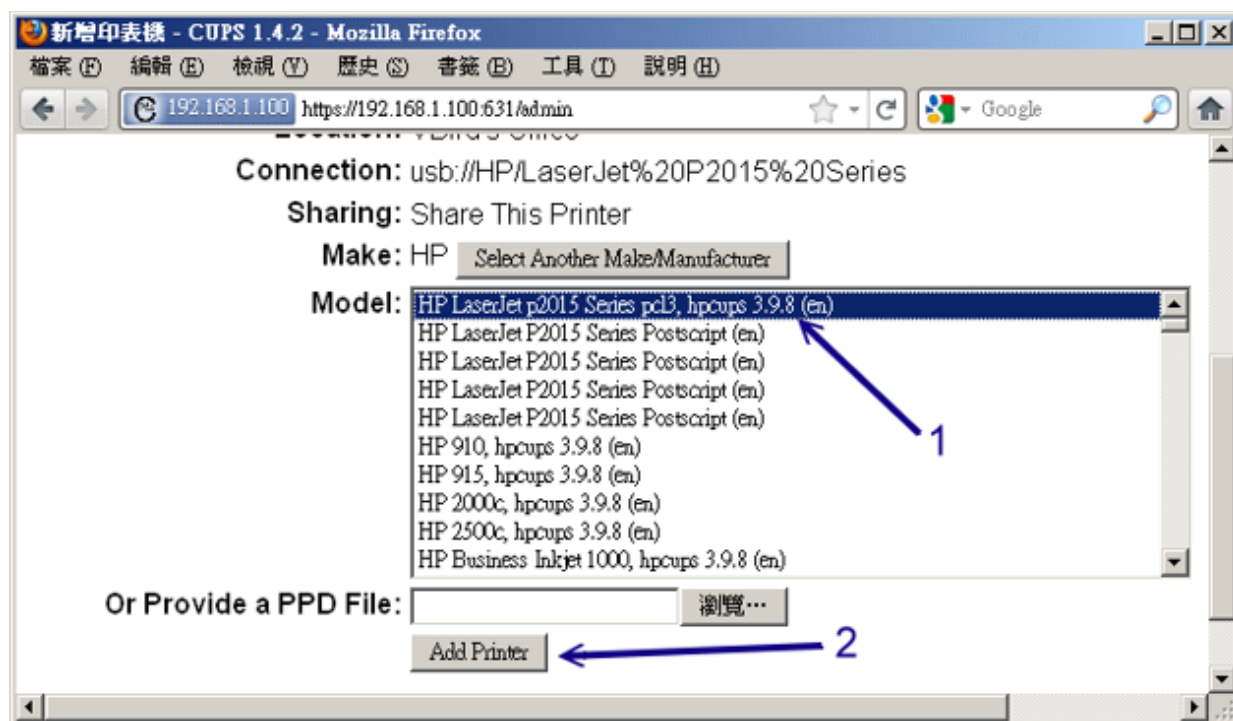 新增印表機 - CUPS 1.4.2 - Mozilla Firefox
檔案(F) 編輯(E) 檢視(V) 歷史(S) 書籤(B) 工具(T) 說明(H)
192.168.1.100 https://192.168.1.100:631/admin Google
Location: VBird's Office
Connection: usb://HP/LaserJet%20P2015%20Series
Sharing: Share This Printer
Make: HP Select Another Make/Manufacturer
Model: HP LaserJet p2015 Series pcl3, hpcups 3.9.8 (en)
HP LaserJet P2015 Series Postscript (en)
HP LaserJet P2015 Series Postscript (en)
HP LaserJet P2015 Series Postscript (en)
HP LaserJet P2015 Series Postscript (en)
1
HP 910, hpcups 3.9.8 (en)
HP 915, hpcups 3.9.8 (en)
HP 2000c, hpcups 3.9.8 (en)
HP 2500c, hpcups 3.9.8 (en)
HP Business Inkjet 1000, hpcups 3.9.8 (en)
Or Provide a PPD File: 瀏覽…
Add Printer 2